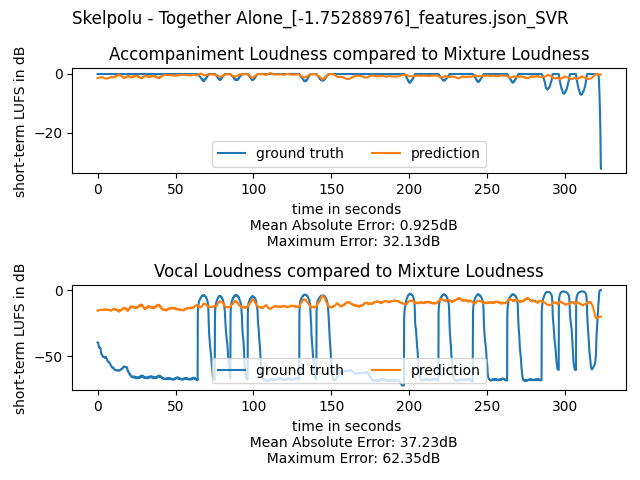 Skelpolu - Together Alone_[-1.75288976]_features.json_SVR
Accompaniment Loudness compared to Mixture Loudness
short-term LUFS in dB
0
−20
ground truth
prediction
0
50
100
150
200
250
300
time in seconds
Mean Absolute Error: 0.925dB
Maximum Error: 32.13dB
Vocal Loudness compared to Mixture Loudness
short-term LUFS in dB
0
−50
ground truth
prediction
0
50
100
150
200
250
300
time in seconds
Mean Absolute Error: 37.23dB
Maximum Error: 62.35dB